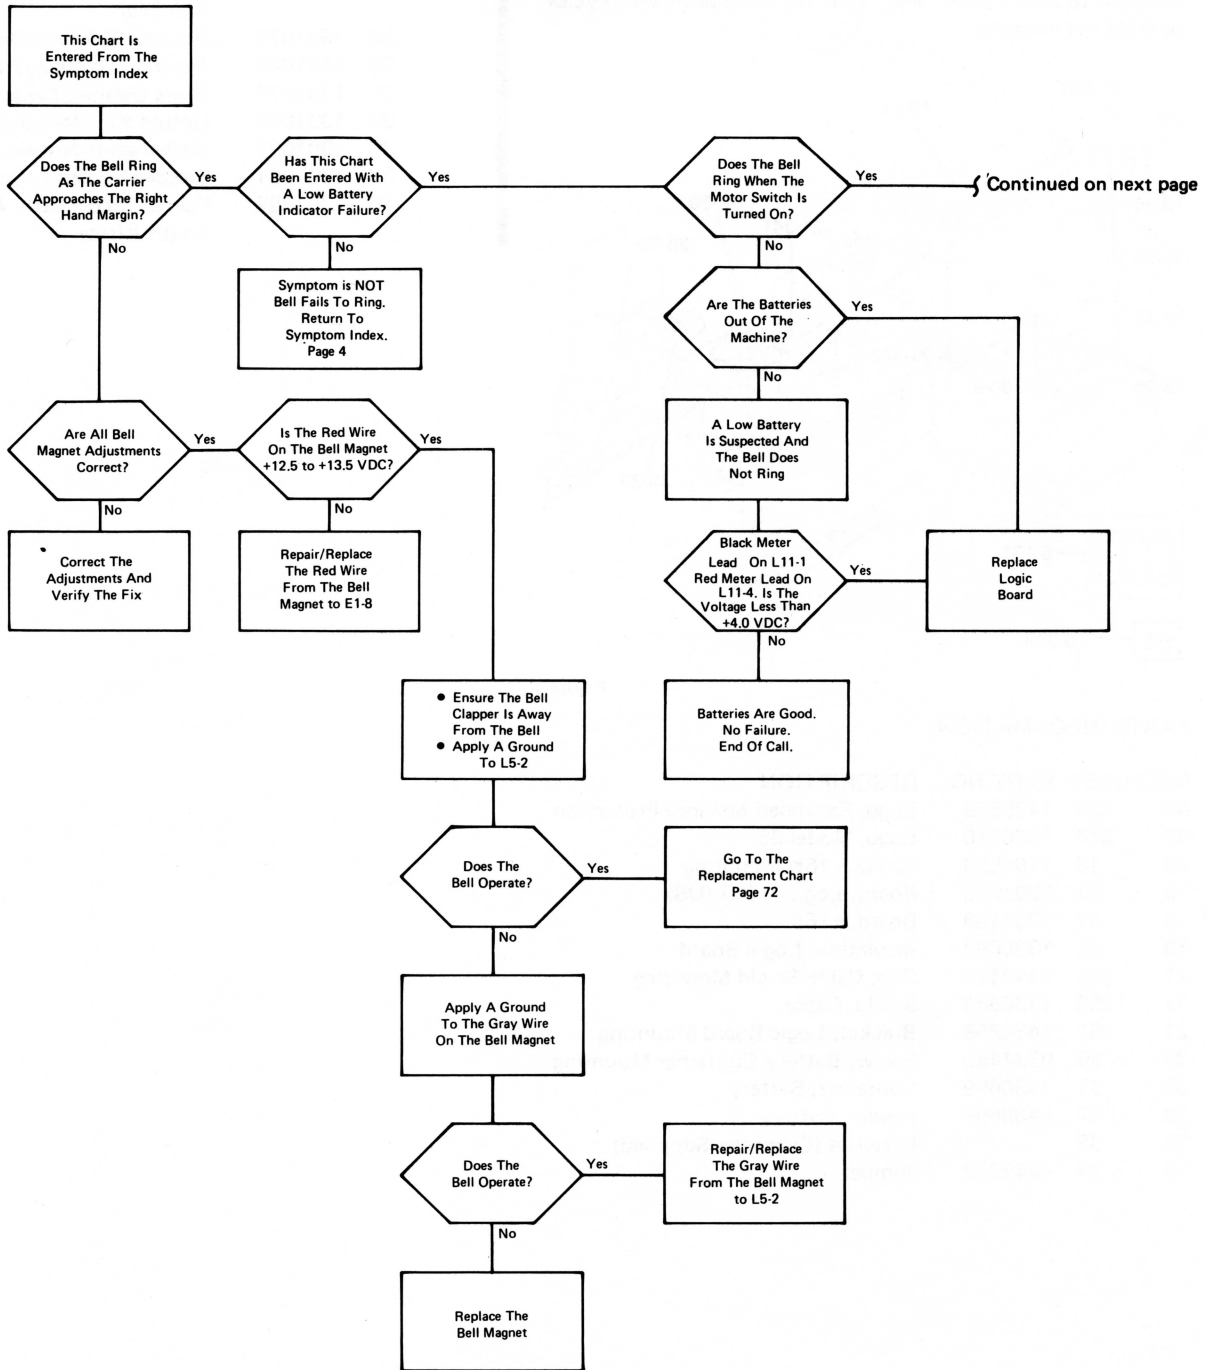 This Chart Is
Entered From The
Symptom Index
Does The Bell Ring
As The Carrier
Approaches The Right
Hand Margin?
Yes
No
Has This Chart
Been Entered With
A Low Battery
Indicator Failure?
Yes
No
Symptom is NOT
Bell Fails To Ring.
Return To
Symptom Index.
Page 4
Does The Bell
Ring When The
Motor Switch Is
Turned On?
Yes
Continued on next page
No
Are The Batteries
Out Of The
Machine?
Yes
No
A Low Battery
Is Suspected And
The Bell Does
Not Ring
Black Meter
Lead On L11-1
Red Meter Lead On
L11-4. Is The
Voltage Less Than
+4.0 VDC?
Yes
No
Replace
Logic
Board
Batteries Are Good.
No Failure.
End Of Call.
Are All Bell
Magnet Adjustments
Correct?
Yes
No
Correct The
Adjustments And
Verify The Fix
Is The Red Wire
On The Bell Magnet
+12.5 to +13.5 VDC?
Yes
No
Repair/Replace
The Red Wire
From The Bell
Magnet to E1-8
● Ensure The Bell
Clapper Is Away
From The Bell
● Apply A Ground
To L5-2
Does The
Bell Operate?
Yes
No
Go To The
Replacement Chart
Page 72
Apply A Ground
To The Gray Wire
On The Bell Magnet
Does The
Bell Operate?
Yes
No
Repair/Replace
The Gray Wire
From The Bell Magnet
to L5-2
Replace The
Bell Magnet